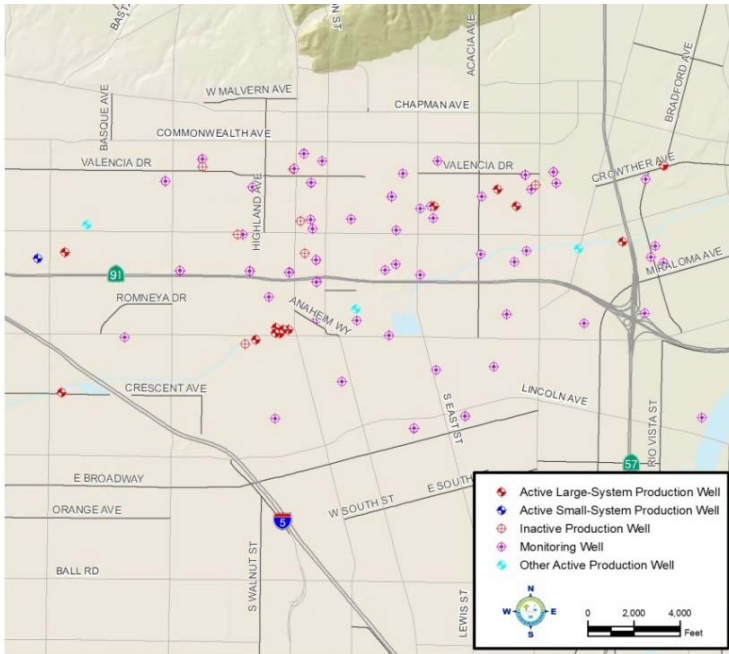 BASTA
N ST
ACACIA AVE
BRADFORD AVE
W MALVERN AVE
BASQUE AVE
CHAPMAN AVE
COMMONWEALTH AVE
VALENCIA DR
VALENCIA DR
CROWTHER AVE
HIGHLAND AVE
MIRALOMA AVE
91
ROMNEYA DR
ANAHEIM WY
CRESCENT AVE
LINCOLN AVE
S EAST ST
RIO VISTA ST
57
E BROADWAY
E SOUTH
W SOUTH ST
ORANGE AVE
5
BALL RD
S WALNUT ST
LEWIS ST
Active Large-System Production Well
Active Small-System Production Well
Inactive Production Well
Monitoring Well
Other Active Production Well
N
W E
S
0 2,000 4,000
Feet